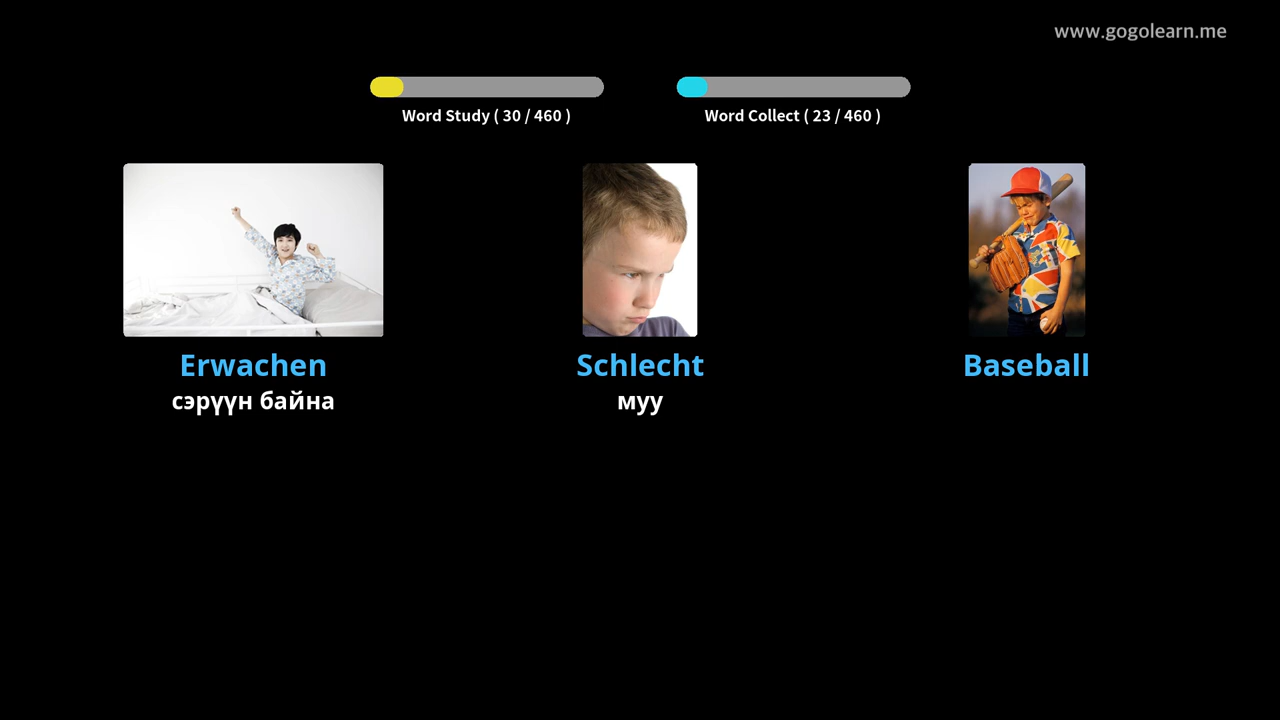 www.gogolearn.me
Word Study ( 30 / 460 )
Word Collect ( 23 / 460 )
Erwachen
сэрүүн байна
Schlecht
муу
Baseball